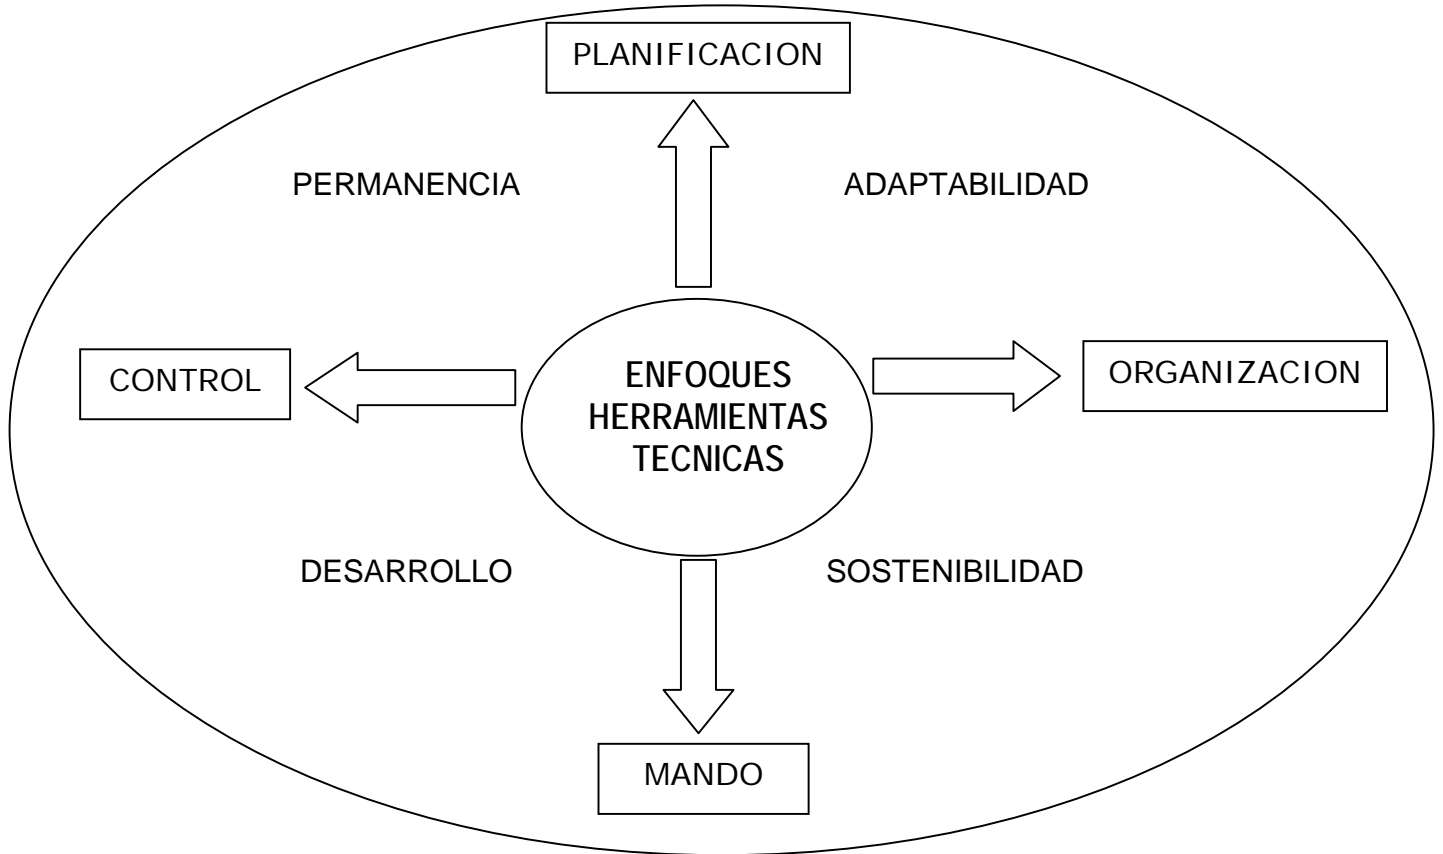 PLANIFICACION
PERMANENCIA
ADAPTABILIDAD
CONTROL
ENFOQUES
HERRAMIENTAS
TECNICAS
ORGANIZACION
DESARROLLO
SOSTENIBILIDAD
MANDO